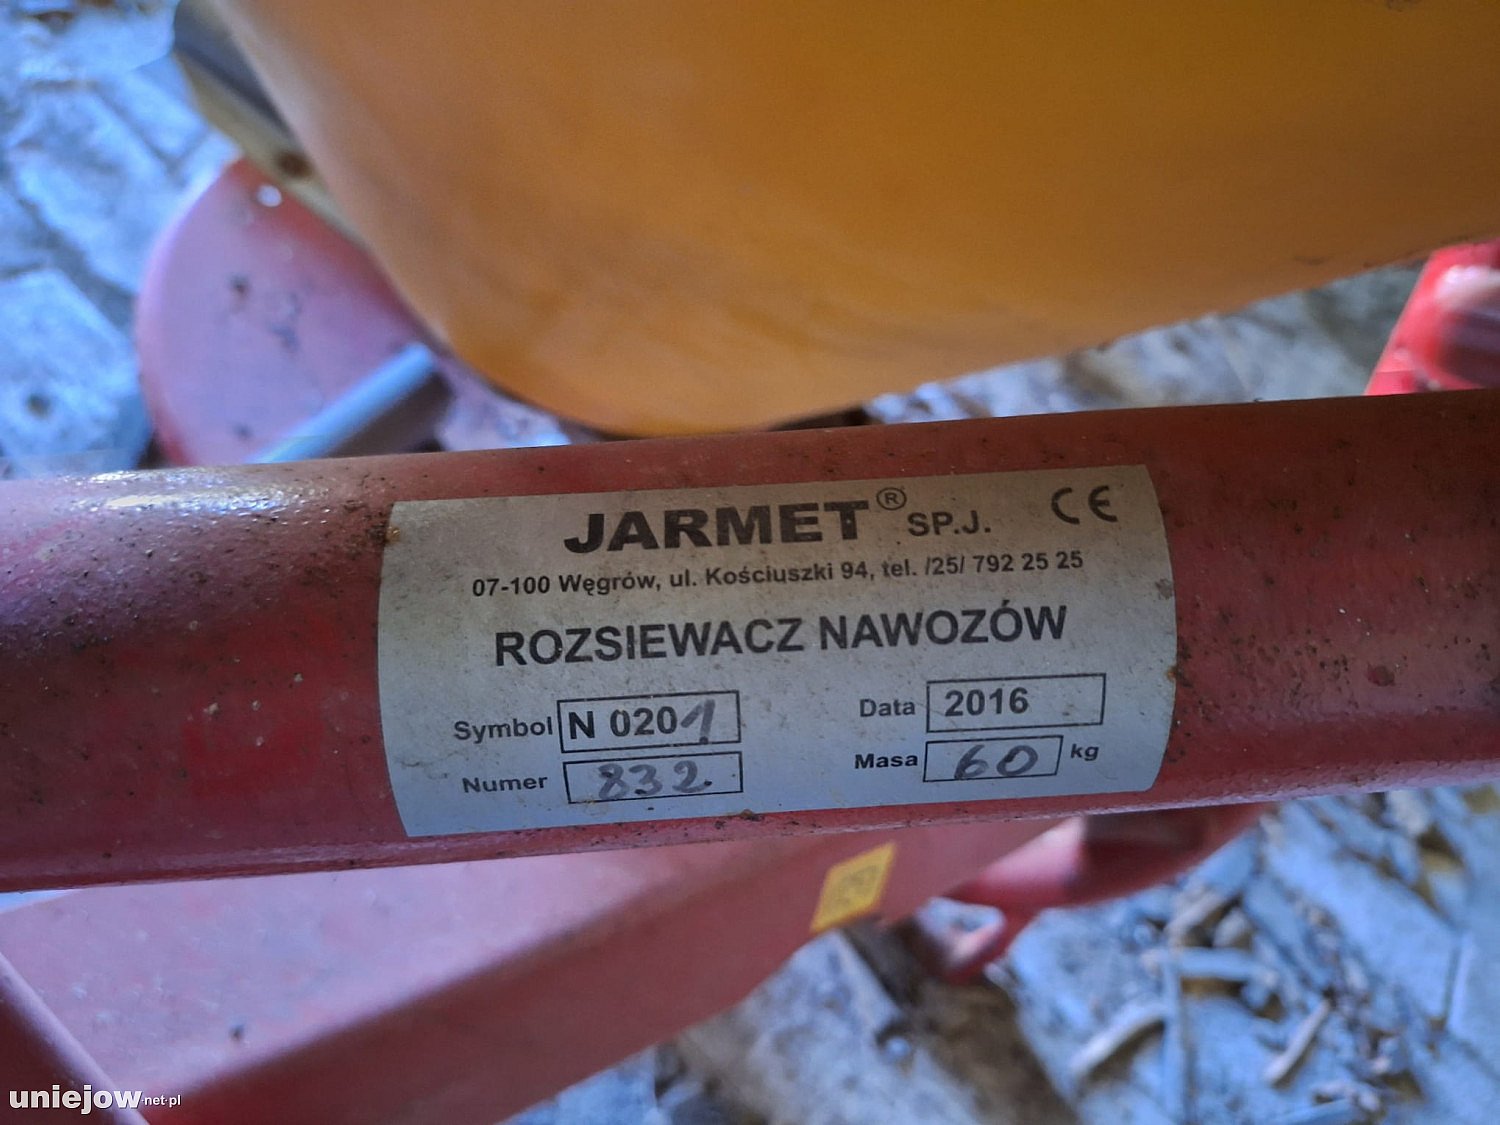 JARMET® SP.J. CE
07-100 Węgrów, ul. Kościuszki 94, tel. /25/ 792 25 25
ROZSIEWACZ NAWOZÓW
Symbol N 0201 Data 2016
Numer 832 Masa 60 kg
uniejow.net.pl